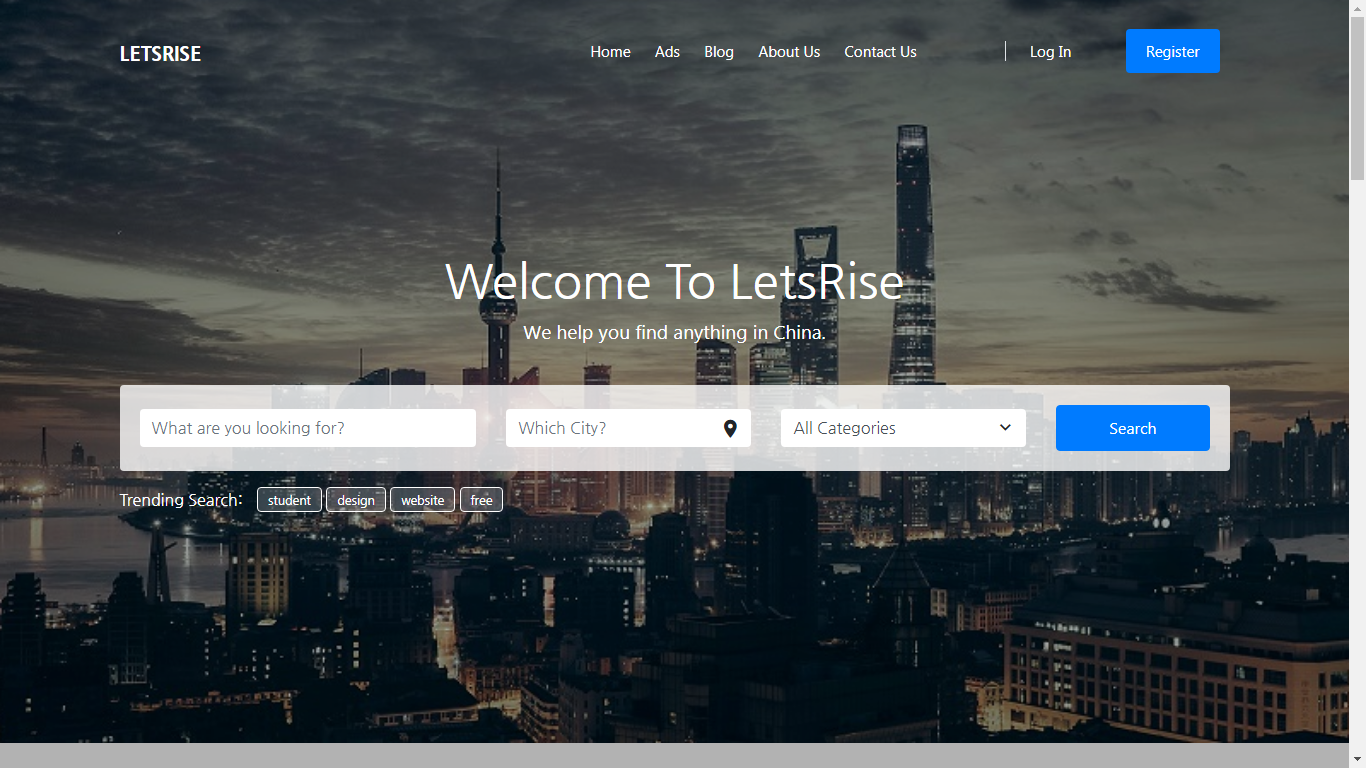 LETSRISE
Home Ads Blog About Us Contact Us Log In Register
Welcome To LetsRise
We help you find anything in China.
What are you looking for? Which City? All Categories Search
Trending Search: student design website free